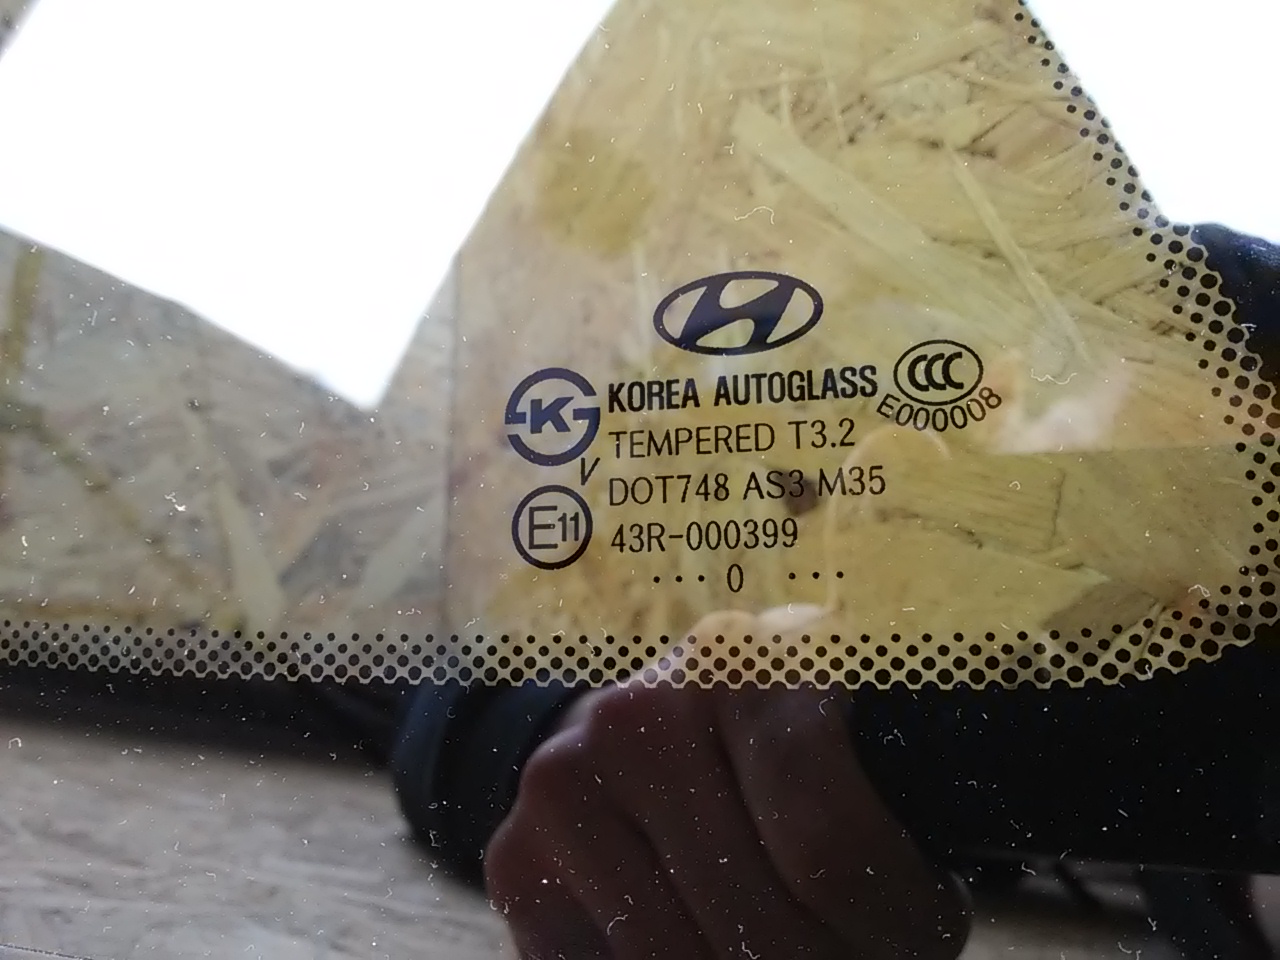 KOREA AUTOGLASS
CCC
E000008
K
TEMPERED T3.2
V
DOT748 AS3 M35
E11
43R-000399
... 0 ...